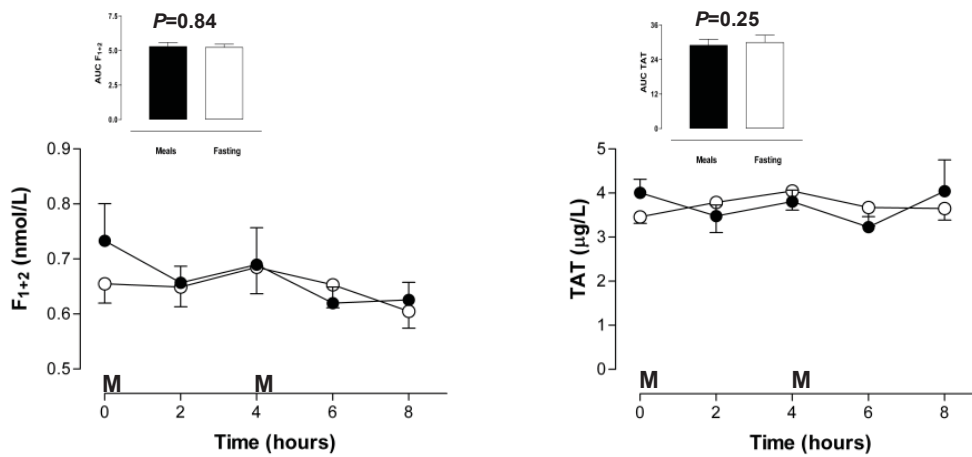 P=0.84
7.5
5.0
2.5
0.0
AUC F1+2
Meals Fasting
0.9
0.8
0.7
0.6
0.5
F1+2 (nmol/L)
M M
0 2 4 6 8
Time (hours)
P=0.25
36
24
12
0
AUC TAT
Meals Fasting
5
4
3
2
1
0
TAT (μg/L)
M M
0 2 4 6 8
Time (hours)